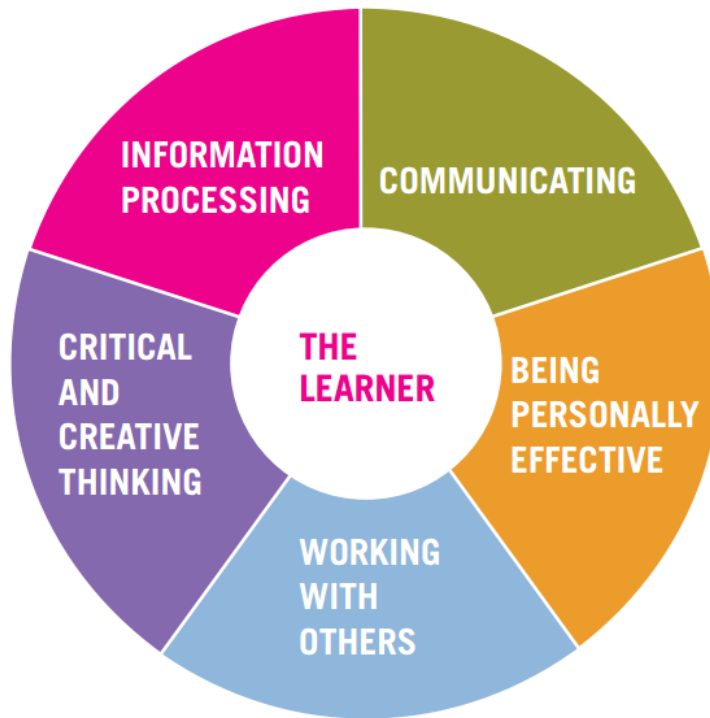 INFORMATION
PROCESSING
COMMUNICATING
THE
LEARNER
CRITICAL
AND
CREATIVE
THINKING
BEING
PERSONALLY
EFFECTIVE
WORKING
WITH
OTHERS